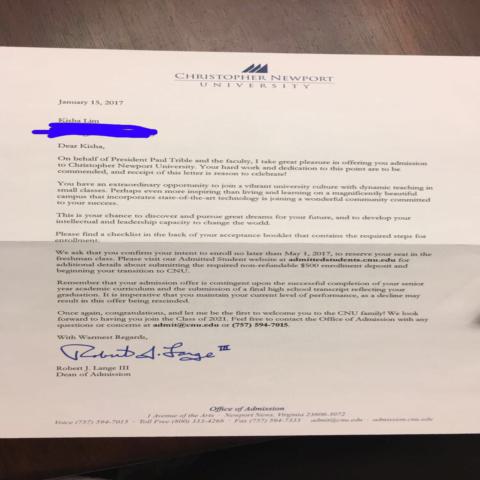 CHRISTOPHER NEWPORT
UNIVERSITY
January 15, 2017
Kisha Lim
Dear Kisha,
On behalf of President Paul Trible and the faculty, I take great pleasure in offering you admission
to Christopher Newport University. Your hard work and dedication to this point are to be
commended, and receipt of this letter is reason to celebrate!
You have an extraordinary opportunity to join a vibrant university culture with dynamic teaching in
small classes. Perhaps even more inspiring than living and learning on a magnificently beautiful
campus that incorporates state-of-the-art technology is joining a wonderful community committed
to your success.
This is your chance to discover and pursue great dreams for your future, and to develop your
intellectual and leadership capacity to change the world.
Please find a checklist in the back of your acceptance booklet that contains the required steps for
enrollment.
We ask that you confirm your intent to enroll no later than May 1, 2017, to reserve your seat in the
freshman class. Please visit our Admitted Student website at admittedstudents.cnu.edu for
additional details about submitting the required non-refundable $500 enrollment deposit and
beginning your transition to CNU.
Remember that your admission offer is contingent upon the successful completion of your senior
year academic curriculum and the submission of a final high school transcript reflecting your
graduation. It is imperative that you maintain your current level of performance, as a decline may
result in this offer being rescinded.
Once again, congratulations, and let me be the first to welcome you to the CNU family! We look
forward to having you join the Class of 2021. Feel free to contact the Office of Admission with any
questions or concerns at admit@cnu.edu or (757) 594-7015.
With Warmest Regards,
Robert J. Lange III
Robert J. Lange III
Dean of Admission
Office of Admission
1 Avenue of the Arts · Newport News, Virginia 23606-3072
Voice (757) 594-7015 · Toll Free (800) 333-4268 · Fax (757) 594-7333 · admit@cnu.edu · admission.cnu.edu